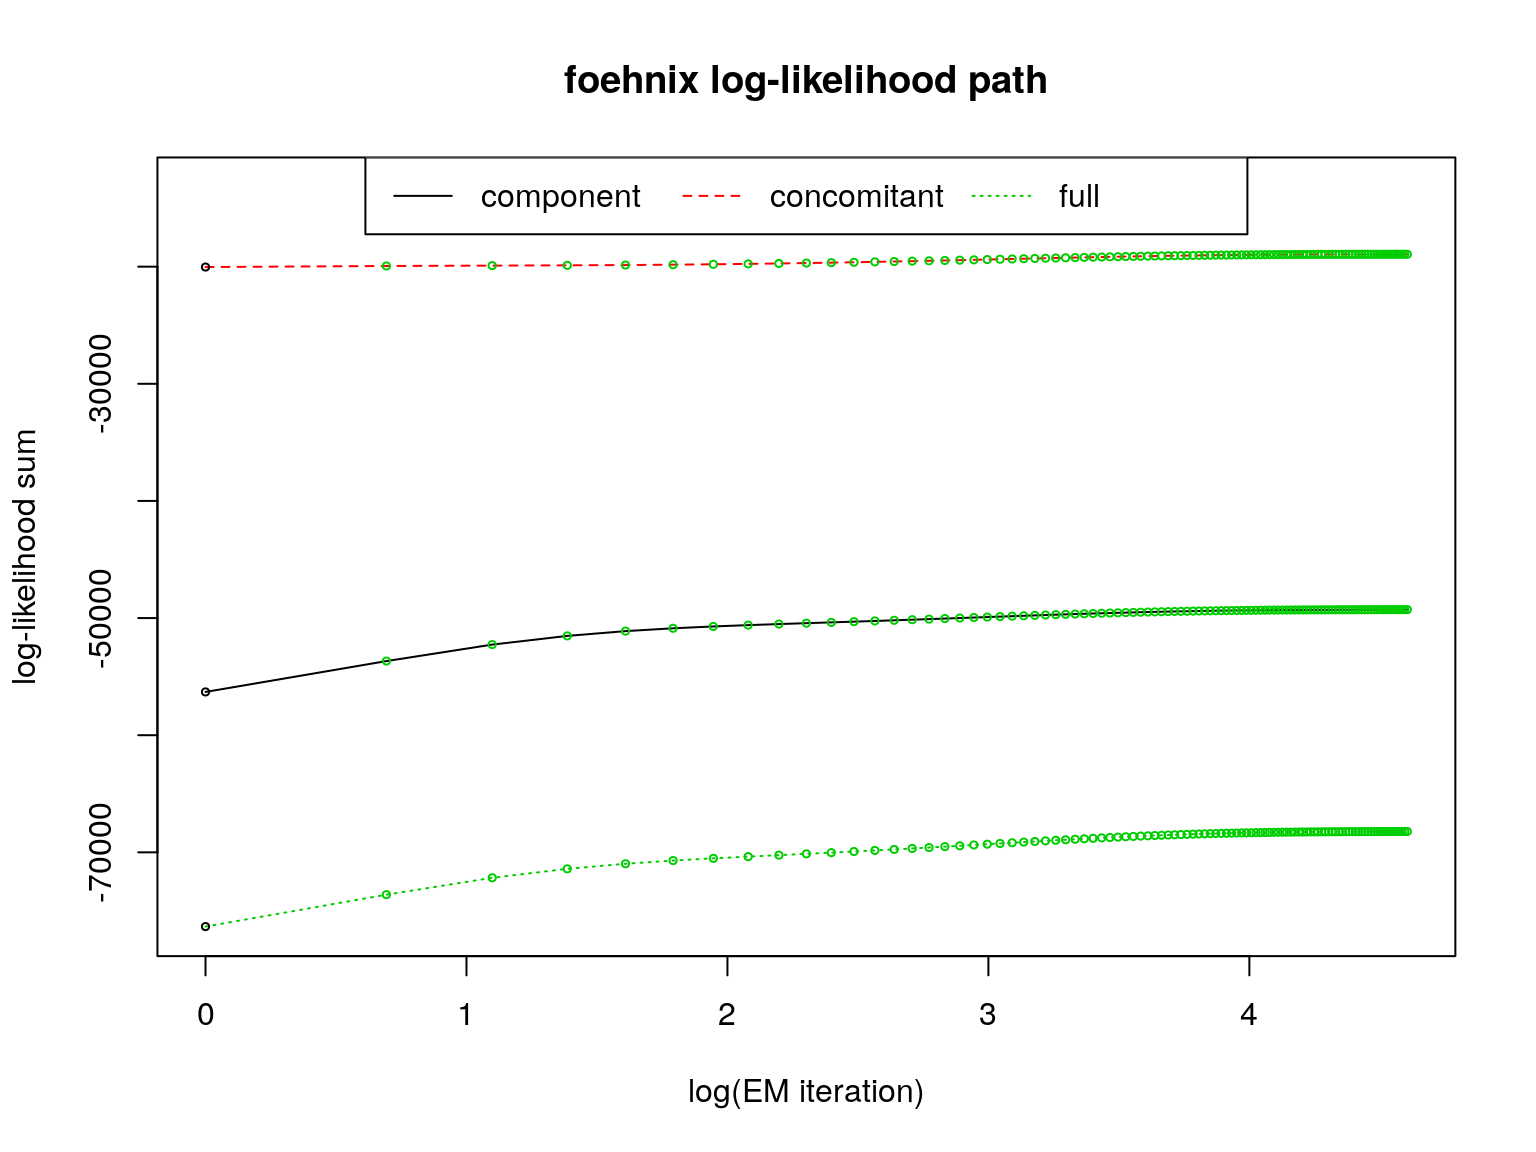 foehnix log-likelihood path
component concomitant full
log-likelihood sum
-30000
-50000
-70000
0 1 2 3 4
log(EM iteration)